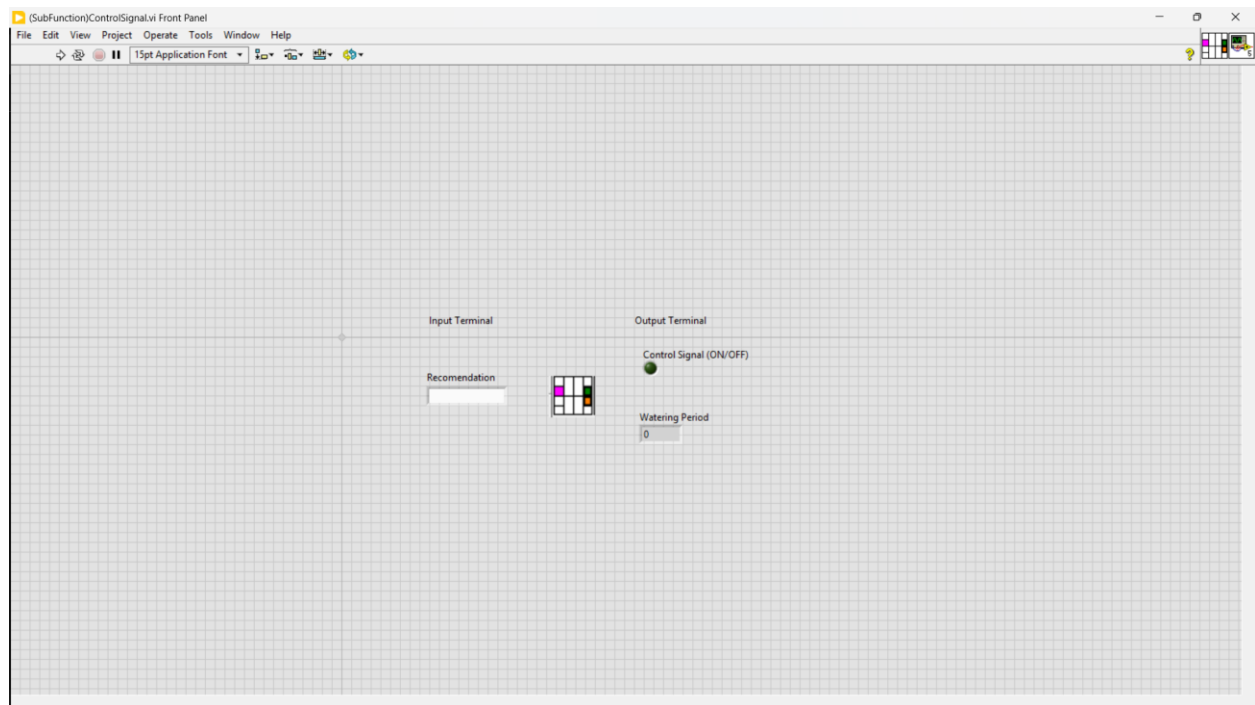 (SubFunction)ControlSignal.vi Front Panel
File Edit View Project Operate Tools Window Help
15pt Application Font
?
5
Input Terminal
Output Terminal
Control Signal (ON/OFF)
Recomendation
Watering Period
0